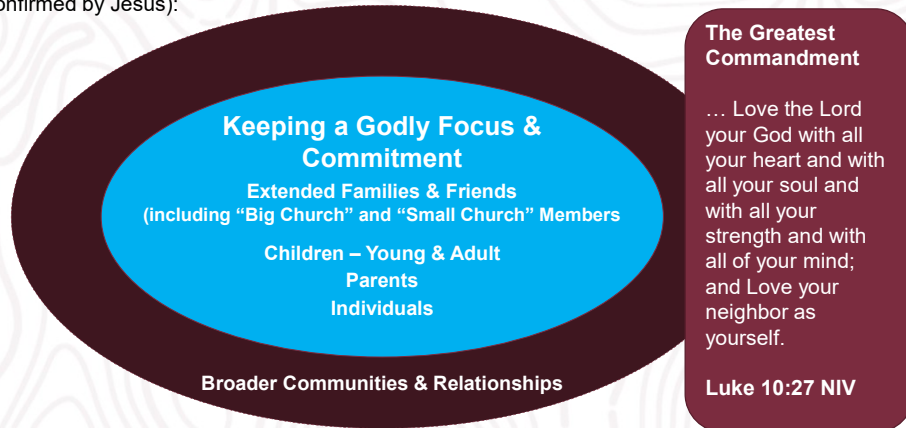 onfirmed by Jesus):
Keeping a Godly Focus &
Commitment
Extended Families & Friends
(including “Big Church” and “Small Church” Members
Children – Young & Adult
Parents
Individuals
Broader Communities & Relationships
The Greatest
Commandment
… Love the Lord
your God with all
your heart and with
all your soul and
with all your
strength and with
all of your mind;
and Love your
neighbor as
yourself.
Luke 10:27 NIV